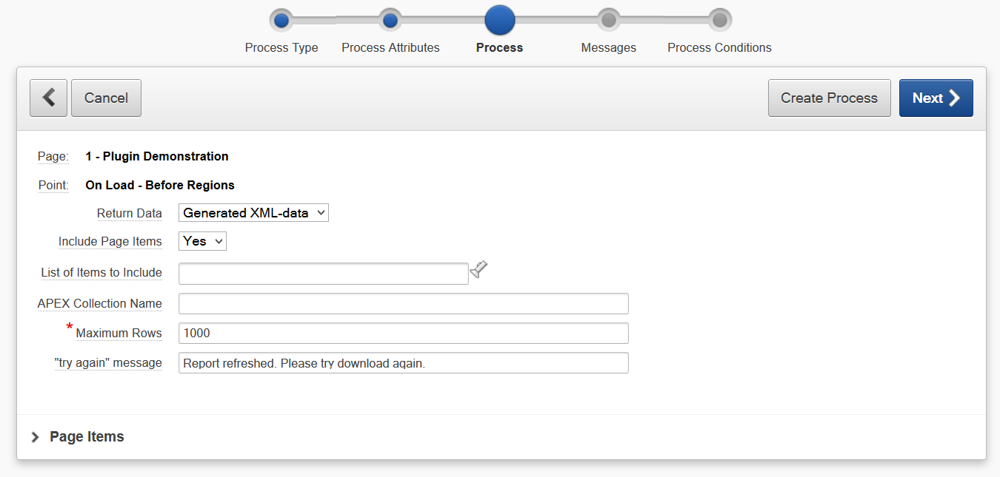 Process Type Process Attributes Process Messages Process Conditions
Cancel Create Process Next
Page: 1 - Plugin Demonstration
Point: On Load - Before Regions
Return Data Generated XML-data
Include Page Items Yes
List of Items to Include
APEX Collection Name
* Maximum Rows 1000
"try again" message Report refreshed. Please try download again.
Page Items